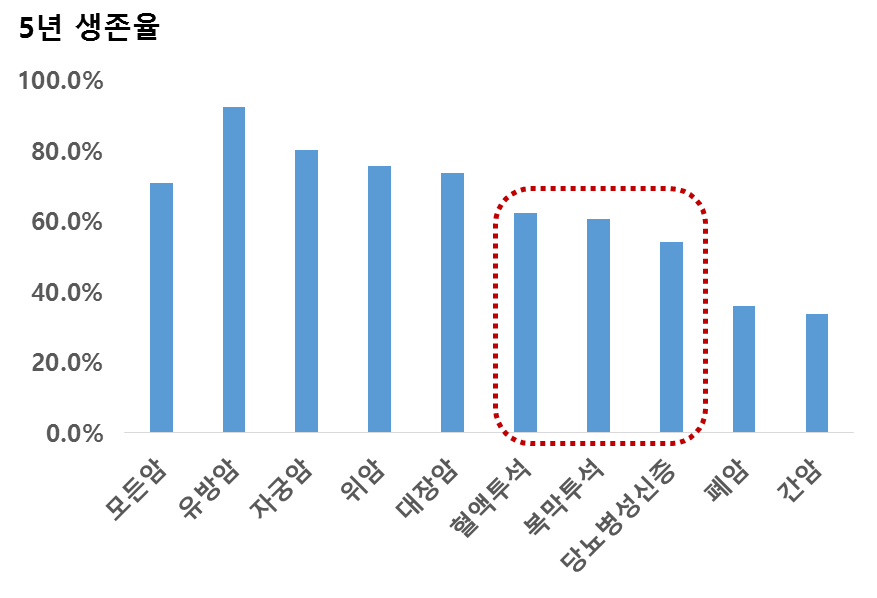 5년 생존율
100.0%
80.0%
60.0%
40.0%
20.0%
0.0%
모든암
유방암
자궁암
위암
대장암
혈액투석
복막투석
당뇨병성신증
폐암
간암